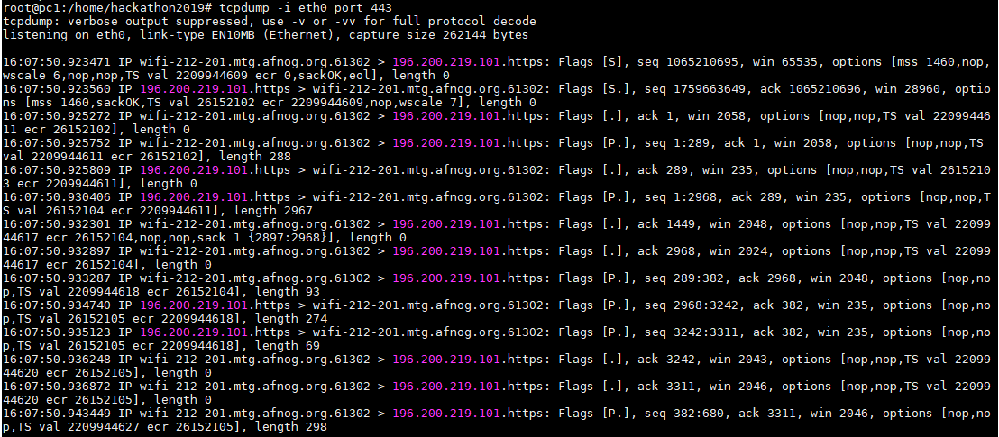 root@pc1:/home/hackathon2019# tcpdump -i eth0 port 443
tcpdump: verbose output suppressed, use -v or -vv for full protocol decode
listening on eth0, link-type EN10MB (Ethernet), capture size 262144 bytes
16:07:50.923471 IP wifi-212-201.mtg.afnog.org.61302 > 196.200.219.101.https: Flags [S], seq 1065210695, win 65535, options [mss 1460,nop,
wscale 6,nop,nop,TS val 2209944609 ecr 0,sackOK,eol], length 0
16:07:50.923560 IP 196.200.219.101.https > wifi-212-201.mtg.afnog.org.61302: Flags [S.], seq 1759663649, ack 1065210696, win 28960, optio
ns [mss 1460,sackOK,TS val 26152102 ecr 2209944609,nop,wscale 7], length 0
16:07:50.925272 IP wifi-212-201.mtg.afnog.org.61302 > 196.200.219.101.https: Flags [.], ack 1, win 2058, options [nop,nop,TS val 22099446
11 ecr 26152102], length 0
16:07:50.925752 IP wifi-212-201.mtg.afnog.org.61302 > 196.200.219.101.https: Flags [P.], seq 1:289, ack 1, win 2058, options [nop,nop,TS
val 2209944611 ecr 26152102], length 288
16:07:50.925809 IP 196.200.219.101.https > wifi-212-201.mtg.afnog.org.61302: Flags [.], ack 289, win 235, options [nop,nop,TS val 2615210
3 ecr 2209944611], length 0
16:07:50.930406 IP 196.200.219.101.https > wifi-212-201.mtg.afnog.org.61302: Flags [P.], seq 1:2968, ack 289, win 235, options [nop,nop,T
S val 26152104 ecr 2209944611], length 2967
16:07:50.932301 IP wifi-212-201.mtg.afnog.org.61302 > 196.200.219.101.https: Flags [.], ack 1449, win 2048, options [nop,nop,TS val 22099
44617 ecr 26152104,nop,nop,sack 1 {2897:2968}], length 0
16:07:50.932897 IP wifi-212-201.mtg.afnog.org.61302 > 196.200.219.101.https: Flags [.], ack 2968, win 2024, options [nop,nop,TS val 22099
44617 ecr 26152104], length 0
16:07:50.933287 IP wifi-212-201.mtg.afnog.org.61302 > 196.200.219.101.https: Flags [P.], seq 289:382, ack 2968, win 2048, options [nop,no
p,TS val 2209944618 ecr 26152104], length 93
16:07:50.934740 IP 196.200.219.101.https > wifi-212-201.mtg.afnog.org.61302: Flags [P.], seq 2968:3242, ack 382, win 235, options [nop,no
p,TS val 26152105 ecr 2209944618], length 274
16:07:50.935123 IP 196.200.219.101.https > wifi-212-201.mtg.afnog.org.61302: Flags [P.], seq 3242:3311, ack 382, win 235, options [nop,no
p,TS val 26152105 ecr 2209944618], length 69
16:07:50.936248 IP wifi-212-201.mtg.afnog.org.61302 > 196.200.219.101.https: Flags [.], ack 3242, win 2043, options [nop,nop,TS val 22099
44620 ecr 26152105], length 0
16:07:50.936872 IP wifi-212-201.mtg.afnog.org.61302 > 196.200.219.101.https: Flags [.], ack 3311, win 2046, options [nop,nop,TS val 22099
44620 ecr 26152105], length 0
16:07:50.943449 IP wifi-212-201.mtg.afnog.org.61302 > 196.200.219.101.https: Flags [P.], seq 382:680, ack 3311, win 2046, options [nop,no
p,TS val 2209944627 ecr 26152105], length 298